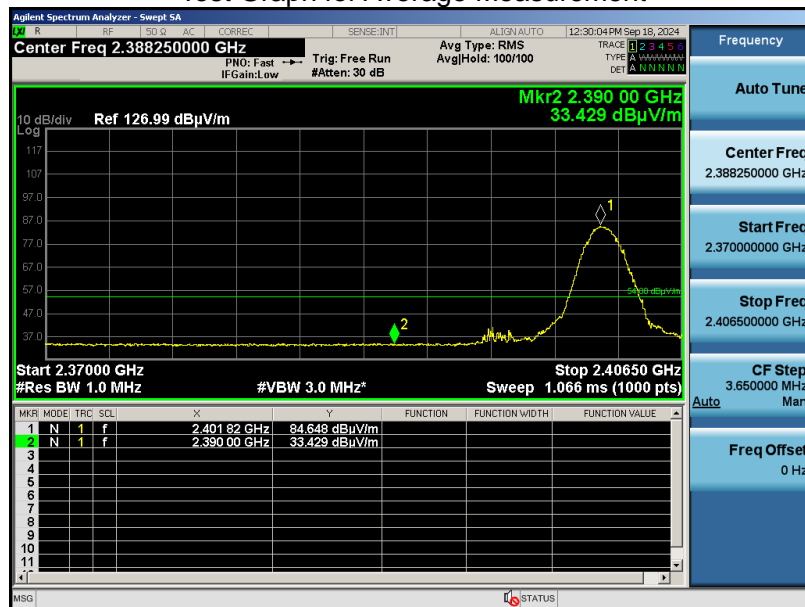 Test Graph for Average Measurement
Agilent Spectrum Analyzer - Swept SA
LXI R RF 50 Ω AC CORREC SENSE:INT ALIGN AUTO 12:30:04 PM Sep 18, 2024
Center Freq 2.388250000 GHz
PNO: Fast
IFGain:Low
Trig: Free Run
#Atten: 30 dB
Avg Type: RMS
Avg|Hold: 100/100
TRACE 1 2 3 4 5 6
TYPE A WWWWW
DET A N N N N N
Mkr2 2.390 00 GHz
33.429 dBµV/m
10 dB/div Ref 126.99 dBµV/m
Log
117
107
97.0
87.0
77.0
67.0
57.0
47.0
37.0
1
54.00 dBµV/m
2
Start 2.37000 GHz Stop 2.40650 GHz
#Res BW 1.0 MHz #VBW 3.0 MHz* Sweep 1.066 ms (1000 pts)
MKR MODE TRC SCL X Y FUNCTION FUNCTION WIDTH FUNCTION VALUE
1 N 1 f 2.401 82 GHz 84.648 dBµV/m
2 N 1 f 2.390 00 GHz 33.429 dBµV/m
3
4
5
6
7
8
9
10
11
MSG STATUS
Frequency
Auto Tune
Center Freq
2.388250000 GHz
Start Freq
2.370000000 GHz
Stop Freq
2.406500000 GHz
CF Step
3.650000 MHz
Auto Man
Freq Offset
0 Hz